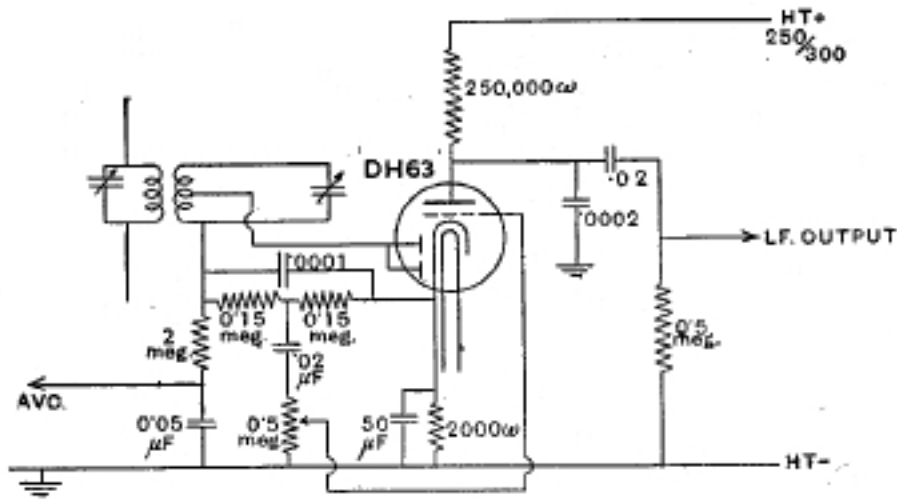 HT+
250/300
250,000ω
DH63
·02
·0002
·0001
L.F. OUTPUT
0·15 meg.
0·15 meg.
2 meg.
·02 μF
0·5 meg.
AVC.
0·05 μF
0·5 meg.
50 μF
2000ω
HT-